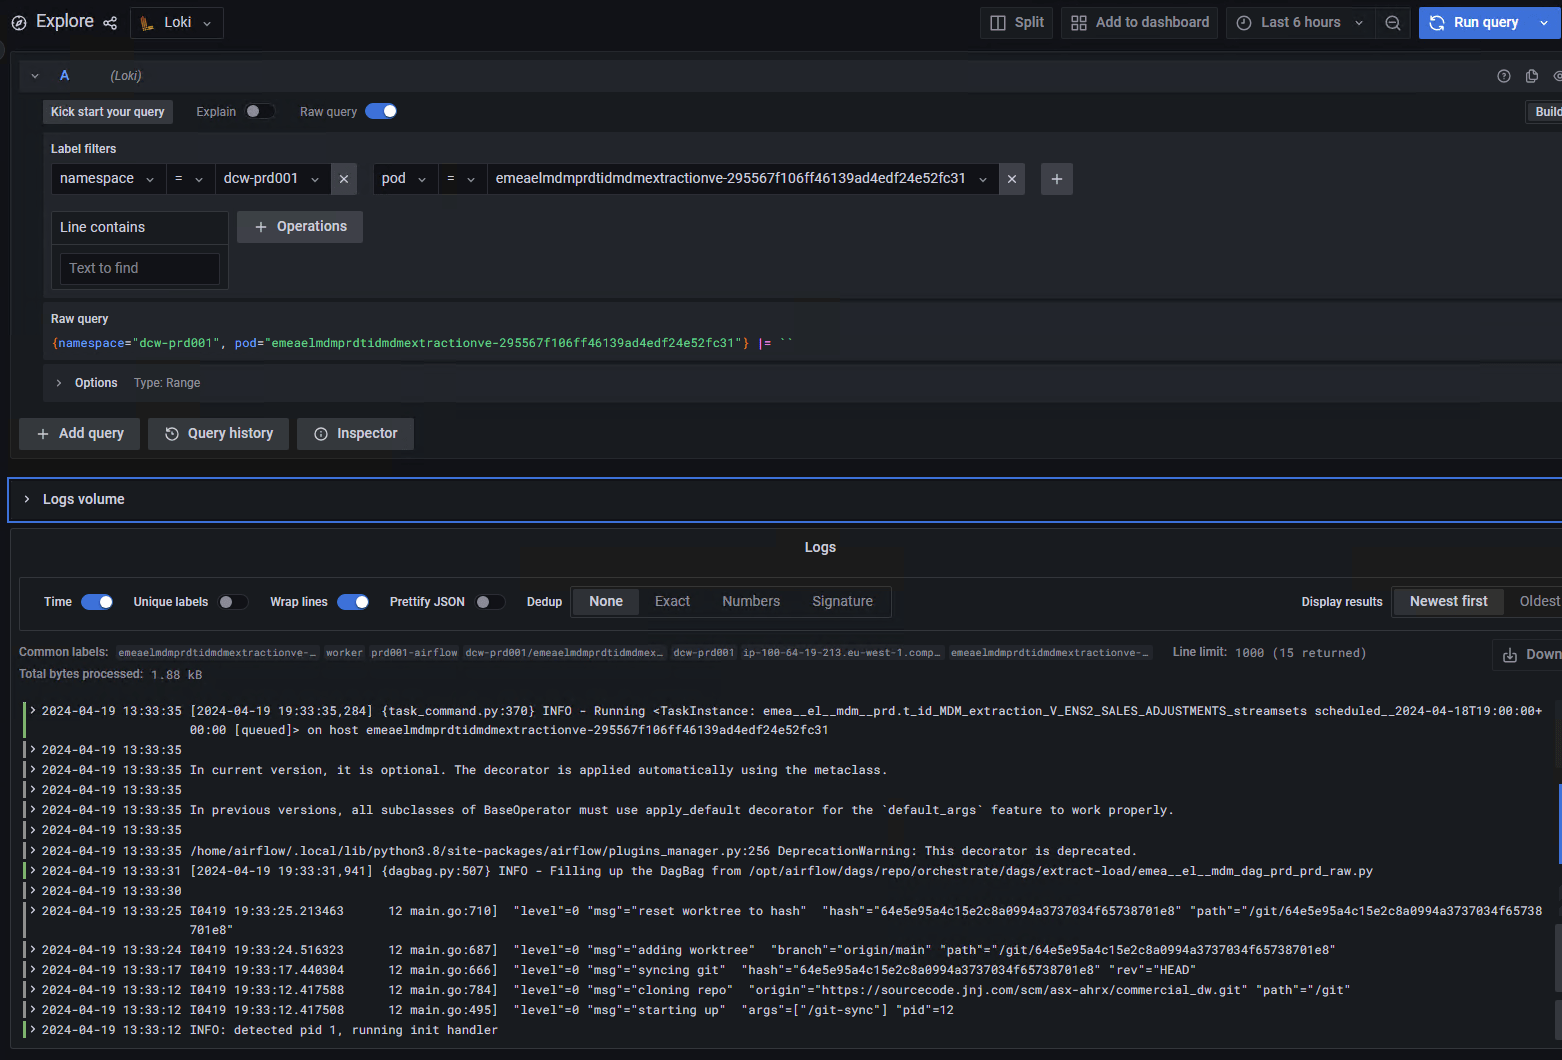 Explore Loki Split Add to dashboard Last 6 hours Run query
A (Loki)
Kick start your query Explain Raw query Build
Label filters
namespace = dcw-prd001 pod = emeaelmdmprdtidmdmextractionve-295567f106ff46139ad4edf24e52fc31
Line contains Operations
Text to find
Raw query
{namespace="dcw-prd001", pod="emeaelmdmprdtidmdmextractionve-295567f106ff46139ad4edf24e52fc31"} |= ``
Options Type: Range
Add query Query history Inspector
Logs volume
Logs
Time Unique labels Wrap lines Prettify JSON Dedup None Exact Numbers Signature Display results Newest first Oldest
Common labels: emeaelmdmprdtidmdmextractionve-… worker prd001-airflow dcw-prd001/emeaelmdmprdtidmdmex… dcw-prd001 ip-100-64-19-213.eu-west-1.comp… emeaelmdmprdtidmdmextractionve-… Line limit: 1000 (15 returned) Down
Total bytes processed: 1.88 kB
2024-04-19 13:33:35 [2024-04-19 19:33:35,284] {task_command.py:370} INFO - Running <TaskInstance: emea__el__mdm__prd.t_id_MDM_extraction_V_ENS2_SALES_ADJUSTMENTS_streamsets scheduled__2024-04-18T19:00:00+
00:00 [queued]> on host emeaelmdmprdtidmdmextractionve-295567f106ff46139ad4edf24e52fc31
2024-04-19 13:33:35
2024-04-19 13:33:35 In current version, it is optional. The decorator is applied automatically using the metaclass.
2024-04-19 13:33:35
2024-04-19 13:33:35 In previous versions, all subclasses of BaseOperator must use apply_default decorator for the `default_args` feature to work properly.
2024-04-19 13:33:35
2024-04-19 13:33:35 /home/airflow/.local/lib/python3.8/site-packages/airflow/plugins_manager.py:256 DeprecationWarning: This decorator is deprecated.
2024-04-19 13:33:31 [2024-04-19 19:33:31,941] {dagbag.py:507} INFO - Filling up the DagBag from /opt/airflow/dags/repo/orchestrate/dags/extract-load/emea__el__mdm_dag_prd_prd_raw.py
2024-04-19 13:33:30
2024-04-19 13:33:25 I0419 19:33:25.213463 12 main.go:710] "level"=0 "msg"="reset worktree to hash" "hash"="64e5e95a4c15e2c8a0994a3737034f65738701e8" "path"="/git/64e5e95a4c15e2c8a0994a3737034f65738
701e8"
2024-04-19 13:33:24 I0419 19:33:24.516323 12 main.go:687] "level"=0 "msg"="adding worktree" "branch"="origin/main" "path"="/git/64e5e95a4c15e2c8a0994a3737034f65738701e8"
2024-04-19 13:33:17 I0419 19:33:17.440304 12 main.go:666] "level"=0 "msg"="syncing git" "hash"="64e5e95a4c15e2c8a0994a3737034f65738701e8" "rev"="HEAD"
2024-04-19 13:33:12 I0419 19:33:12.417588 12 main.go:784] "level"=0 "msg"="cloning repo" "origin"="https://sourcecode.jnj.com/scm/asx-ahrx/commercial_dw.git" "path"="/git"
2024-04-19 13:33:12 I0419 19:33:12.417508 12 main.go:495] "level"=0 "msg"="starting up" "args"=["/git-sync"] "pid"=12
2024-04-19 13:33:12 INFO: detected pid 1, running init handler